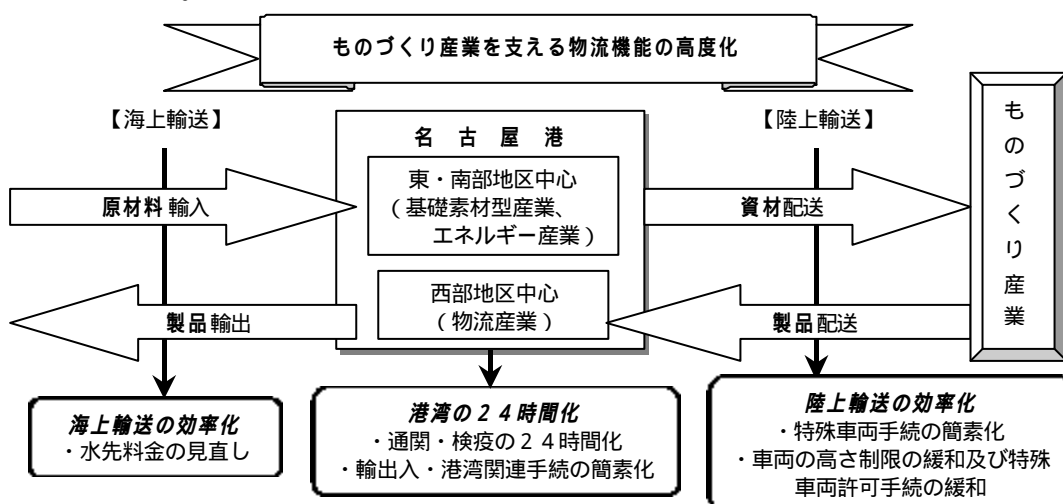 ものづくり産業を支える物流機能の高度化
【海上輸送】
【陸上輸送】
名古屋港
東・南部地区中心
（基礎素材型産業、
エネルギー産業）
原材料輸入
資材配送
ものづくり産業
西部地区中心
（物流産業）
製品輸出
製品配送
海上輸送の効率化
・水先料金の見直し
港湾の２４時間化
・通関・検疫の２４時間化
・輸出入・港湾関連手続の簡素化
陸上輸送の効率化
・特殊車両手続の簡素化
・車両の高さ制限の緩和及び特殊
車両許可手続の緩和